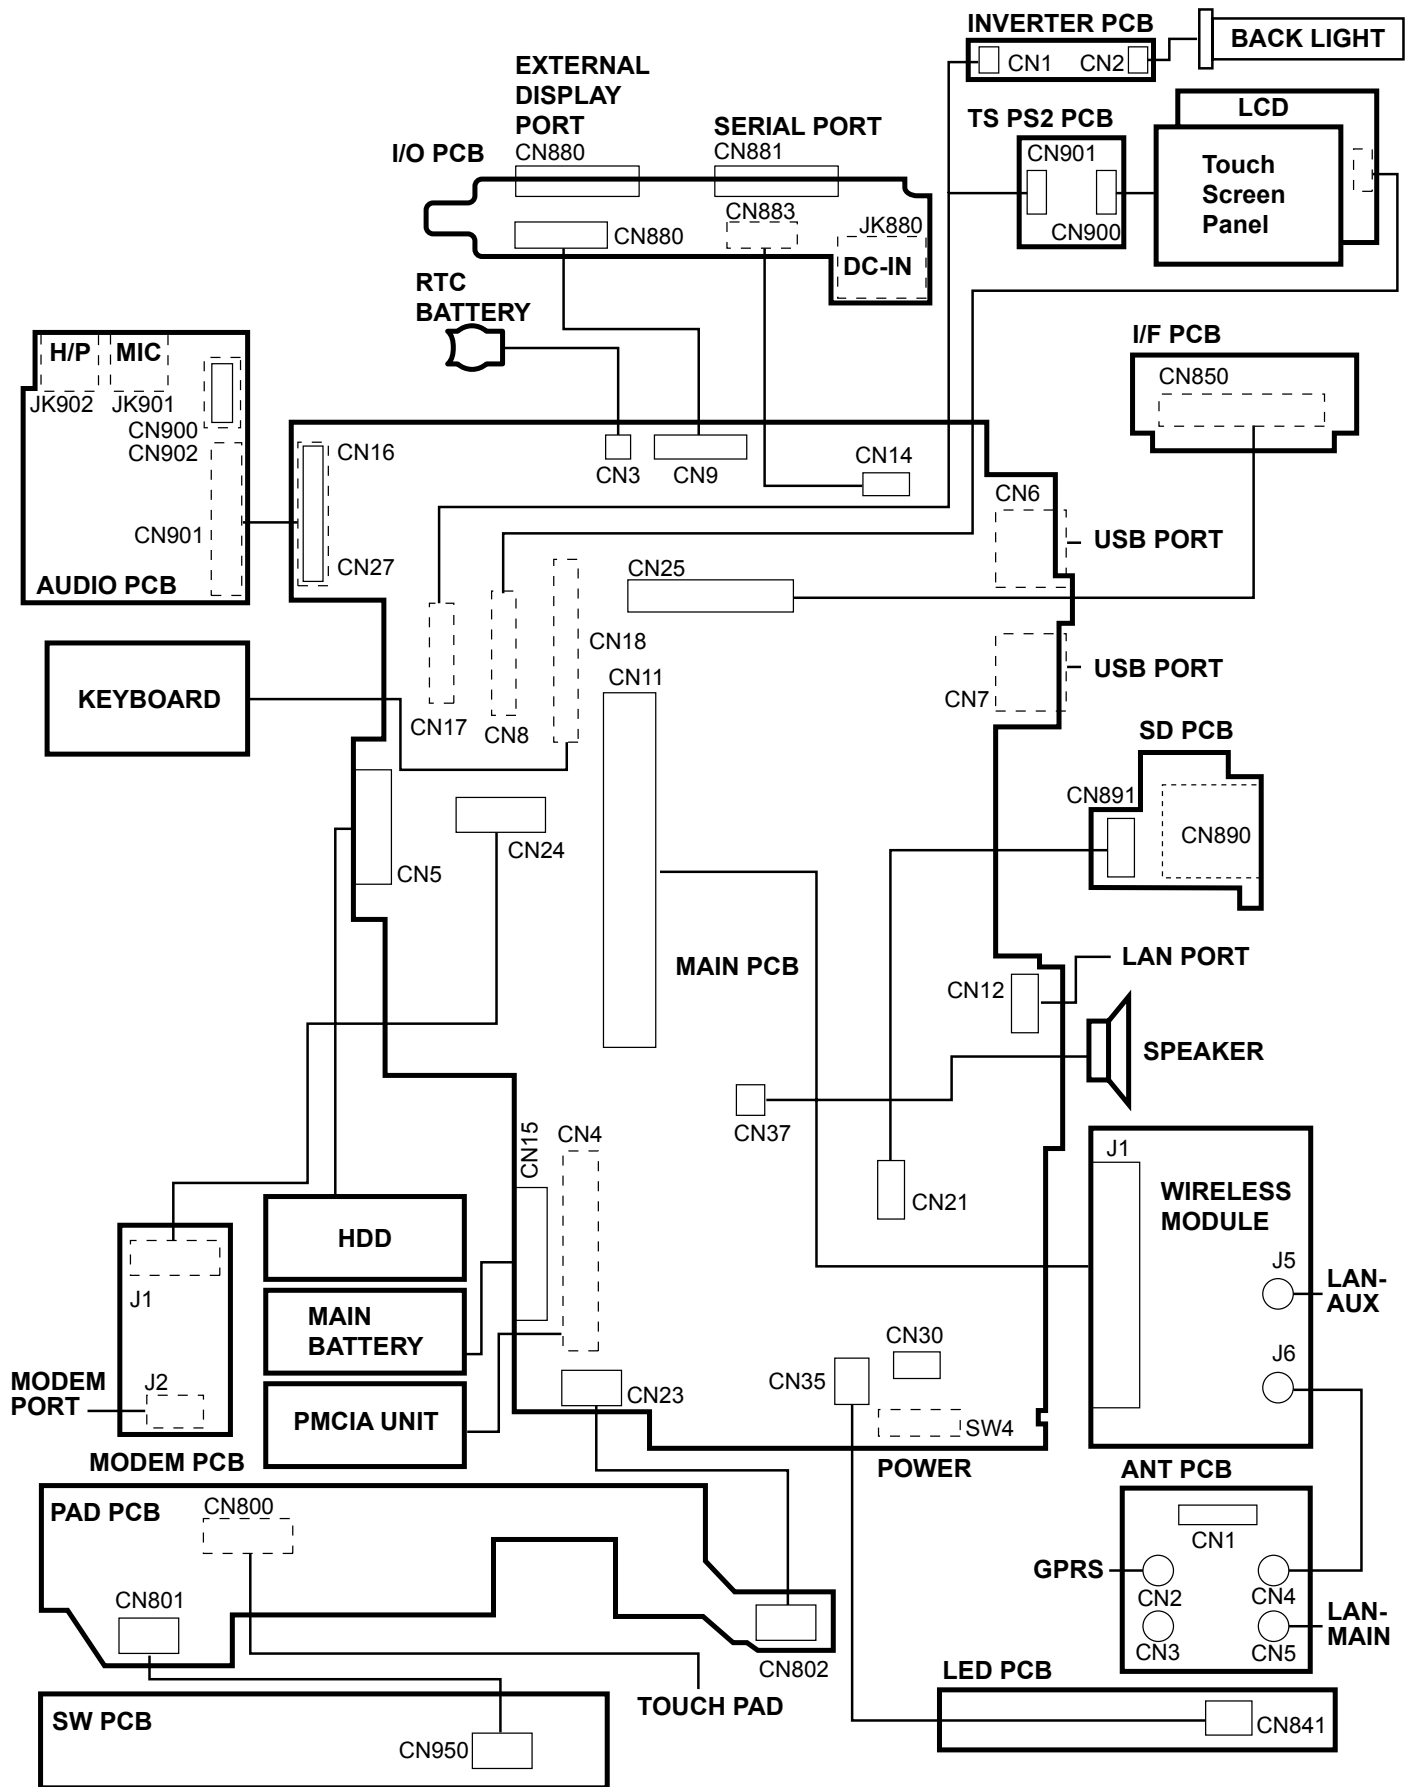 INVERTER PCB
BACK LIGHT
CN1
CN2
EXTERNAL
DISPLAY
PORT
SERIAL PORT
I/O PCB
CN880
CN881
CN883
CN880
JK880
DC-IN
TS PS2 PCB
CN901
CN900
LCD
Touch
Screen
Panel
RTC
BATTERY
I/F PCB
CN850
H/P
MIC
JK902
JK901
CN900
CN902
CN901
AUDIO PCB
CN16
CN27
CN3
CN9
CN14
CN6
USB PORT
CN25
CN18
CN11
USB PORT
CN7
KEYBOARD
CN17
CN8
SD PCB
CN891
CN890
CN24
CN5
MAIN PCB
LAN PORT
CN12
SPEAKER
CN37
CN15
CN4
CN21
J1
WIRELESS
MODULE
J5
LAN-
AUX
J6
HDD
MAIN
BATTERY
PMCIA UNIT
J1
J2
MODEM
PORT
MODEM PCB
CN23
CN30
CN35
SW4
POWER
ANT PCB
CN1
GPRS
CN2
CN4
CN3
CN5
LAN-
MAIN
PAD PCB
CN800
CN801
CN802
TOUCH PAD
LED PCB
CN841
SW PCB
CN950